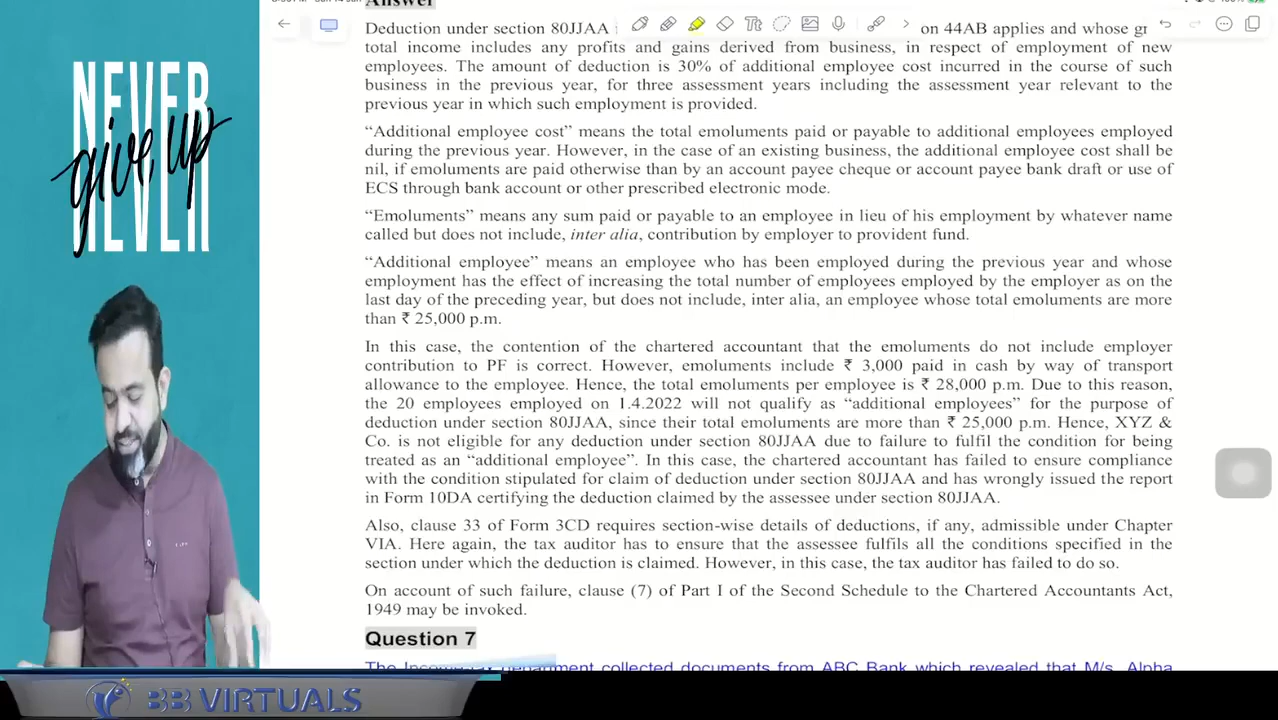 NEVER
give up
NEVER
Answer
Deduction under section 80JJAA on 44AB applies and whose gr
total income includes any profits and gains derived from business, in respect of employment of new
employees. The amount of deduction is 30% of additional employee cost incurred in the course of such
business in the previous year, for three assessment years including the assessment year relevant to the
previous year in which such employment is provided.
“Additional employee cost” means the total emoluments paid or payable to additional employees employed
during the previous year. However, in the case of an existing business, the additional employee cost shall be
nil, if emoluments are paid otherwise than by an account payee cheque or account payee bank draft or use of
ECS through bank account or other prescribed electronic mode.
“Emoluments” means any sum paid or payable to an employee in lieu of his employment by whatever name
called but does not include, inter alia, contribution by employer to provident fund.
“Additional employee” means an employee who has been employed during the previous year and whose
employment has the effect of increasing the total number of employees employed by the employer as on the
last day of the preceding year, but does not include, inter alia, an employee whose total emoluments are more
than ₹ 25,000 p.m.
In this case, the contention of the chartered accountant that the emoluments do not include employer
contribution to PF is correct. However, emoluments include ₹ 3,000 paid in cash by way of transport
allowance to the employee. Hence, the total emoluments per employee is ₹ 28,000 p.m. Due to this reason,
the 20 employees employed on 1.4.2022 will not qualify as “additional employees” for the purpose of
deduction under section 80JJAA, since their total emoluments are more than ₹ 25,000 p.m. Hence, XYZ &
Co. is not eligible for any deduction under section 80JJAA due to failure to fulfil the condition for being
treated as an “additional employee”. In this case, the chartered accountant has failed to ensure compliance
with the condition stipulated for claim of deduction under section 80JJAA and has wrongly issued the report
in Form 10DA certifying the deduction claimed by the assessee under section 80JJAA.
Also, clause 33 of Form 3CD requires section-wise details of deductions, if any, admissible under Chapter
VIA. Here again, the tax auditor has to ensure that the assessee fulfils all the conditions specified in the
section under which the deduction is claimed. However, in this case, the tax auditor has failed to do so.
On account of such failure, clause (7) of Part I of the Second Schedule to the Chartered Accountants Act,
1949 may be invoked.
Question 7
The Income-tax department collected documents from ABC Bank which revealed that M/s. Alpha
BB VIRTUALS